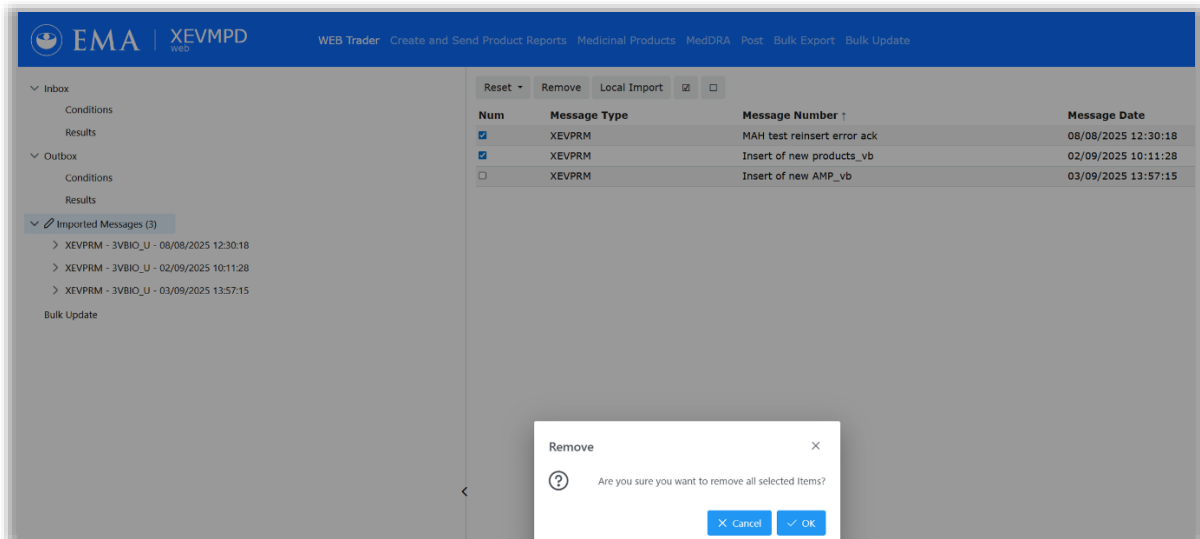 EMA XEVMPD web
WEB Trader Create and Send Product Reports Medicinal Products MedDRA Post Bulk Export Bulk Update
Inbox
Conditions
Results
Outbox
Conditions
Results
Imported Messages (3)
XEVPRM - 3VBIO_U - 08/08/2025 12:30:18
XEVPRM - 3VBIO_U - 02/09/2025 10:11:28
XEVPRM - 3VBIO_U - 03/09/2025 13:57:15
Bulk Update
Reset Remove Local Import
Num Message Type Message Number ↑ Message Date
XEVPRM MAH test reinsert error ack 08/08/2025 12:30:18
XEVPRM Insert of new products_vb 02/09/2025 10:11:28
XEVPRM Insert of new AMP_vb 03/09/2025 13:57:15
Remove
Are you sure you want to remove all selected Items?
Cancel OK